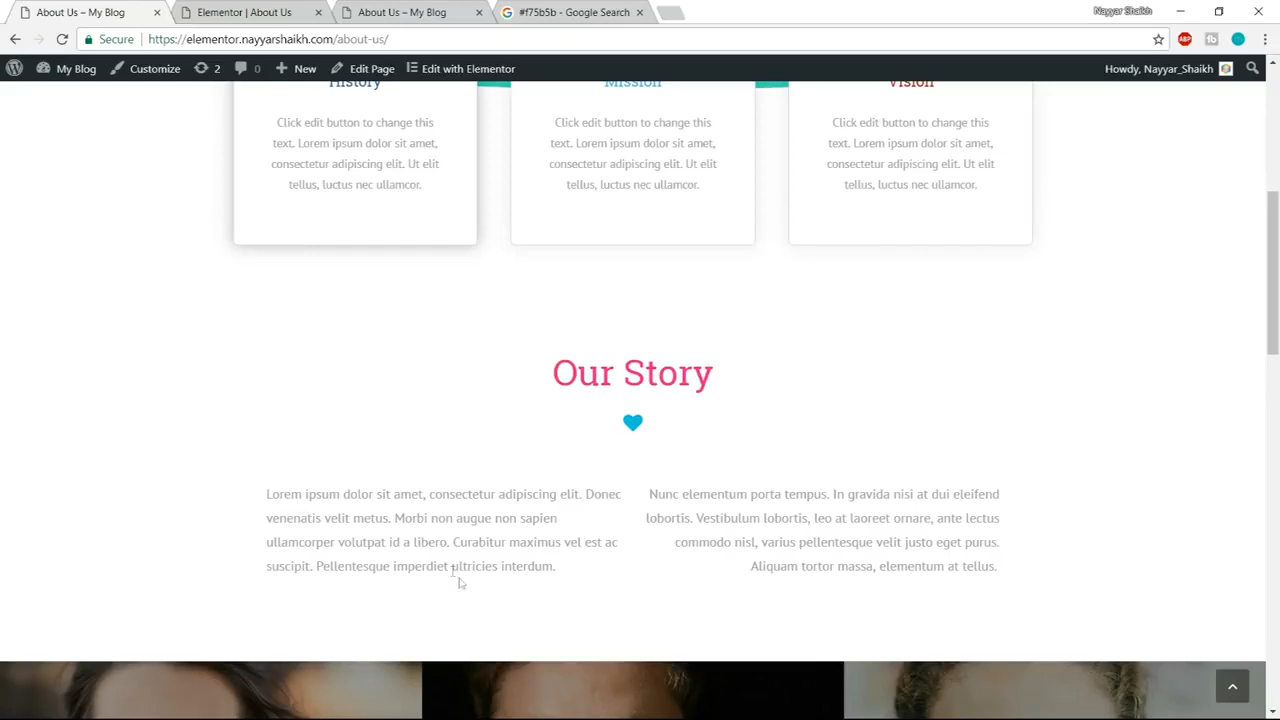 About Us – My Blog
Elementor | About Us
About Us – My Blog
#f75b5b - Google Search
Nayyar Shaikh
Secure
https://elementor.nayyarshaikh.com/about-us/
ABP
My Blog
Customize
2
0
New
Edit Page
Edit with Elementor
Howdy, Nayyar_Shaikh
History
Mission
Vision
Click edit button to change this
text. Lorem ipsum dolor sit amet,
consectetur adipiscing elit. Ut elit
tellus, luctus nec ullamcor.
Click edit button to change this
text. Lorem ipsum dolor sit amet,
consectetur adipiscing elit. Ut elit
tellus, luctus nec ullamcor.
Click edit button to change this
text. Lorem ipsum dolor sit amet,
consectetur adipiscing elit. Ut elit
tellus, luctus nec ullamcor.
Our Story
Lorem ipsum dolor sit amet, consectetur adipiscing elit. Donec
venenatis velit metus. Morbi non augue non sapien
ullamcorper volutpat id a libero. Curabitur maximus vel est ac
suscipit. Pellentesque imperdiet ultricies interdum.
Nunc elementum porta tempus. In gravida nisi at dui eleifend
lobortis. Vestibulum lobortis, leo at laoreet ornare, ante lectus
commodo nisl, varius pellentesque velit justo eget purus.
Aliquam tortor massa, elementum at tellus.